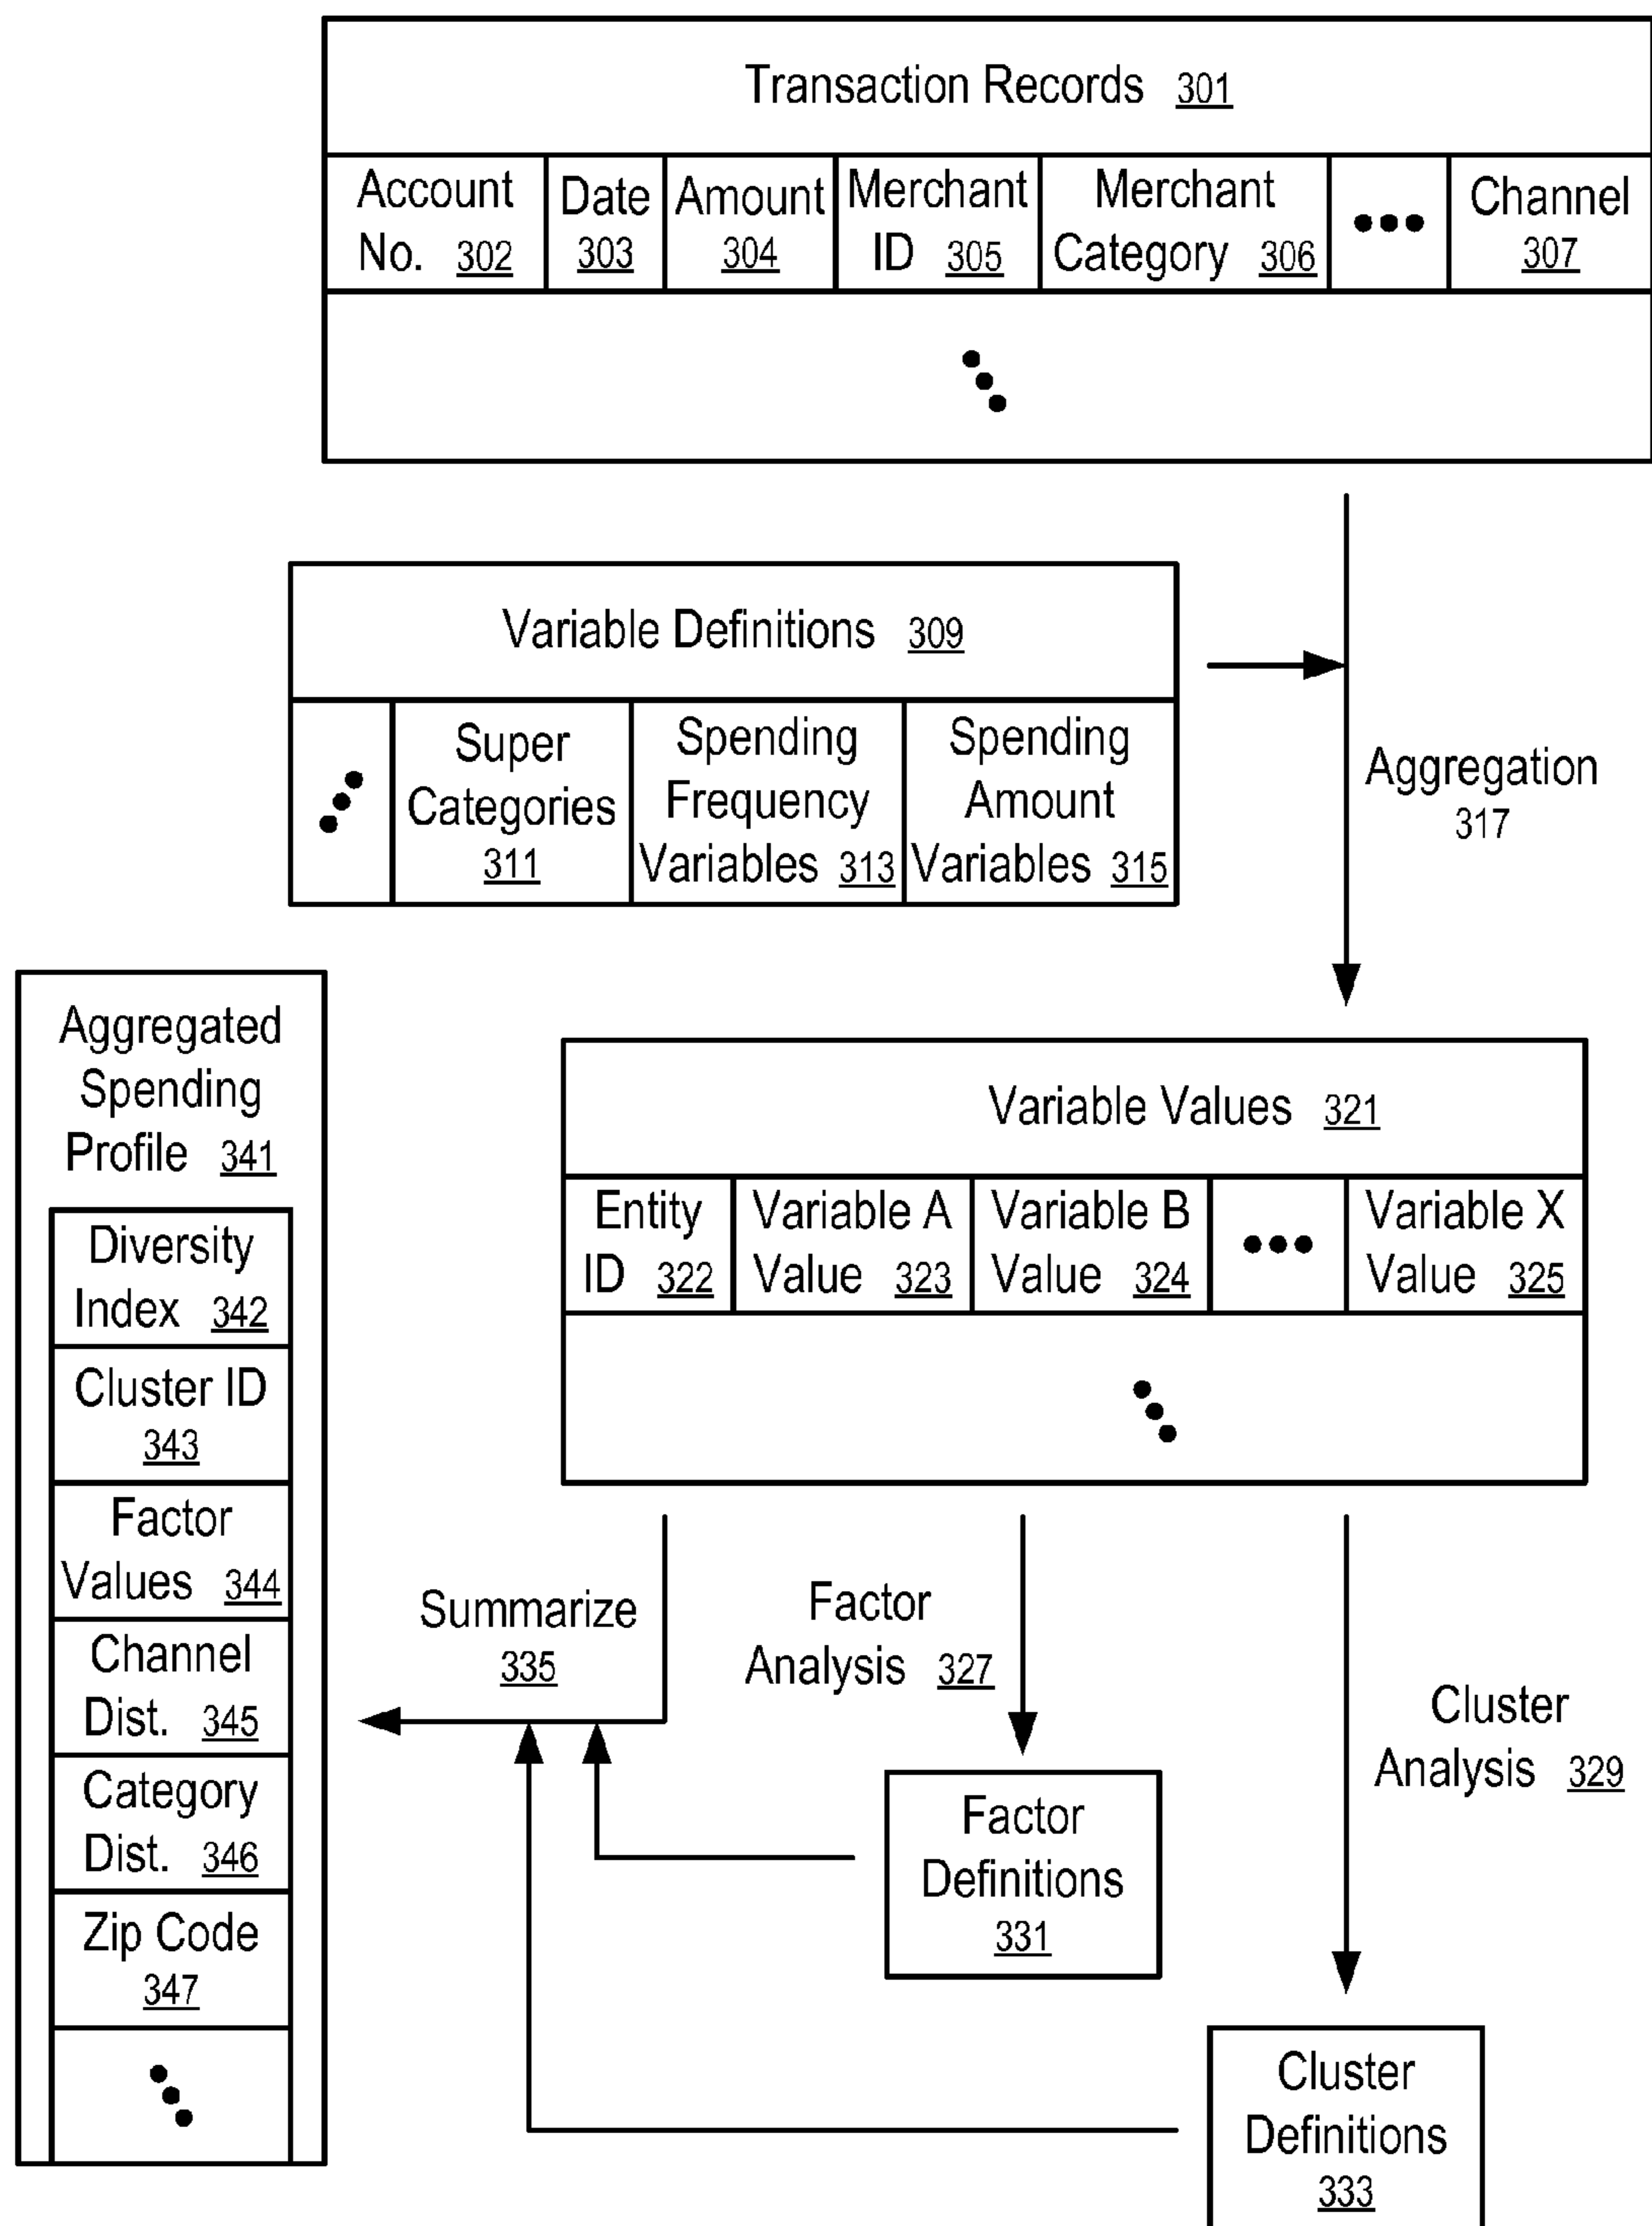 Transaction Records 301
Account
No. 302
Date
303
Amount
304
Merchant
ID 305
Merchant
Category 306
Channel
307
Variable Definitions 309
Super
Categories
311
Spending
Frequency
Variables 313
Spending
Amount
Variables 315
Aggregation
317
Aggregated
Spending
Profile 341
Diversity
Index 342
Cluster ID
343
Factor
Values 344
Channel
Dist. 345
Category
Dist. 346
Zip Code
347
Variable Values 321
Entity
ID 322
Variable A
Value 323
Variable B
Value 324
Variable X
Value 325
Summarize
335
Factor
Analysis 327
Cluster
Analysis 329
Factor
Definitions
331
Cluster
Definitions
333